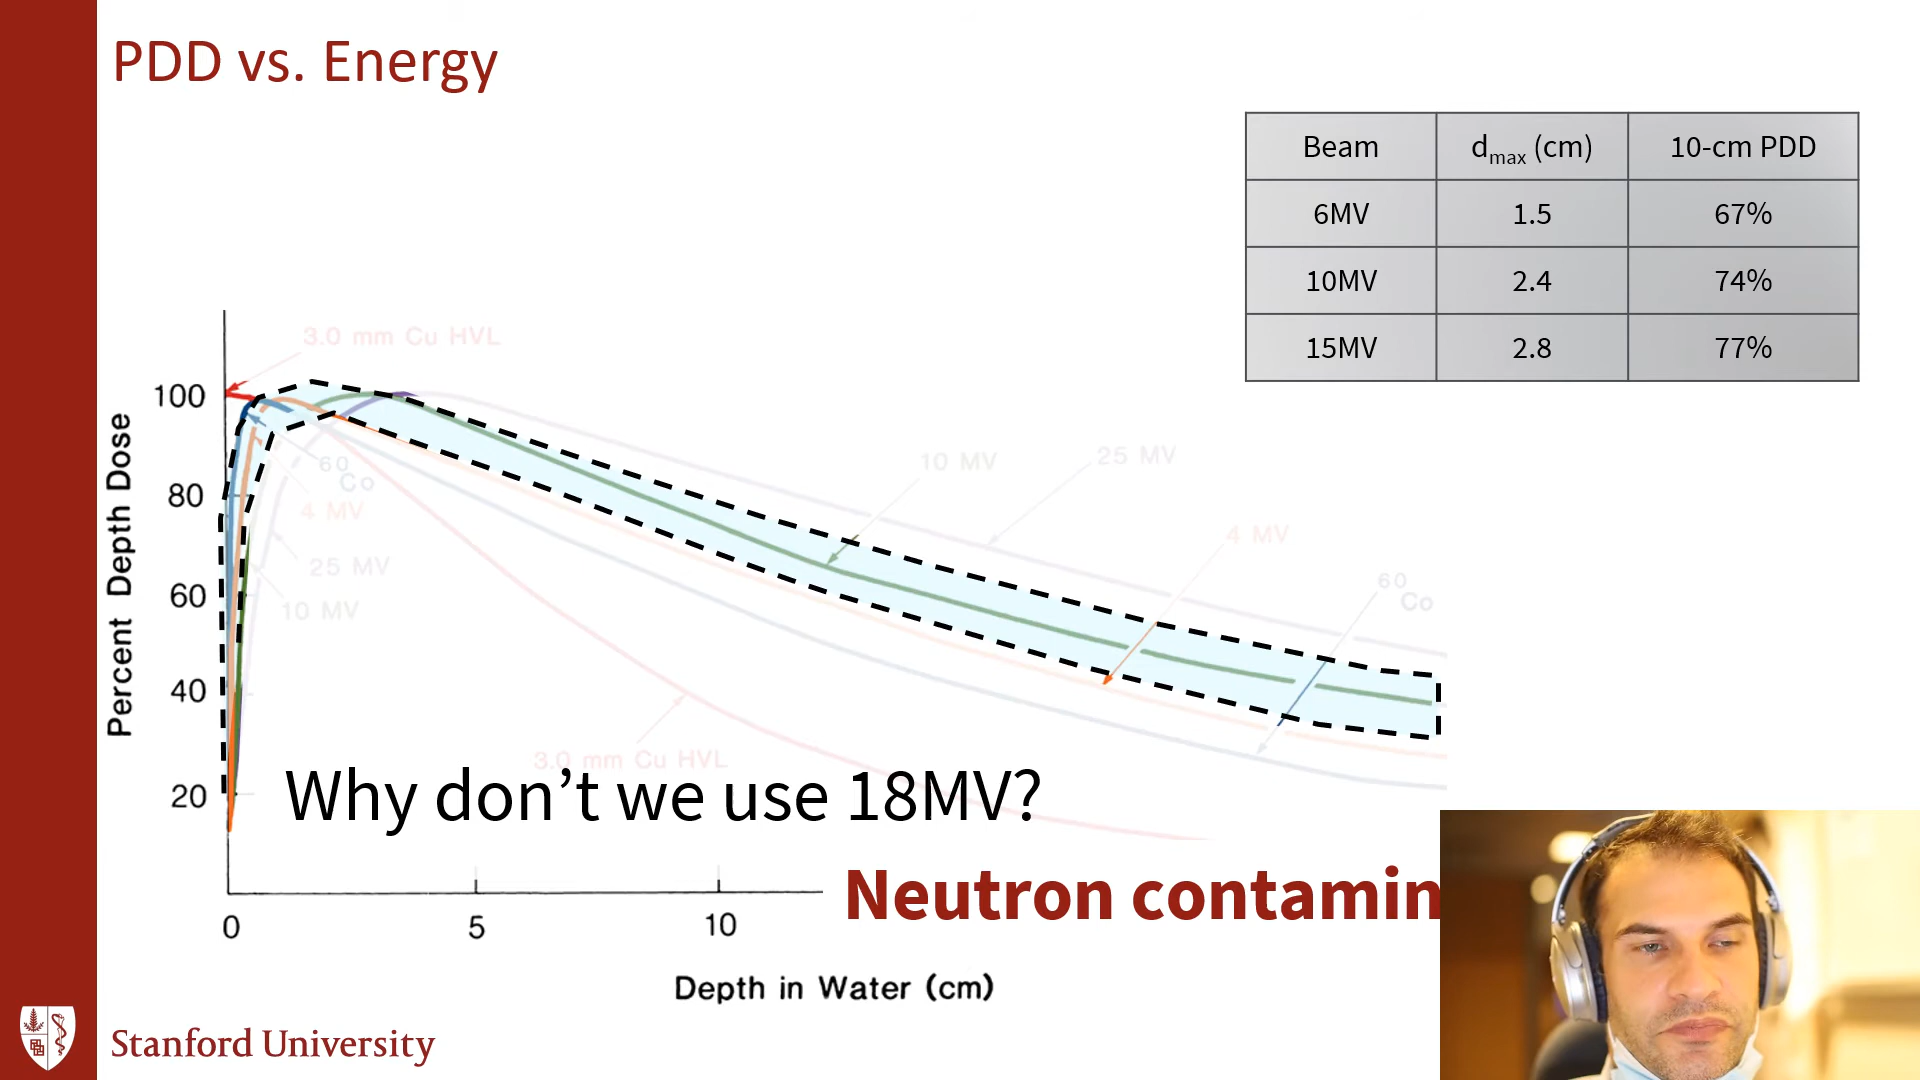 PDD vs. Energy
Beam dmax (cm) 10-cm PDD
6MV 1.5 67%
10MV 2.4 74%
15MV 2.8 77%
3.0 mm Cu HVL
100
80
60
40
20
Percent Depth Dose
60
Co
4 MV
25 MV
10 MV
10 MV
25 MV
4 MV
60
Co
3.0 mm Cu HVL
Why don't we use 18MV?
Neutron contamin
0 5 10
Depth in Water (cm)
Stanford University